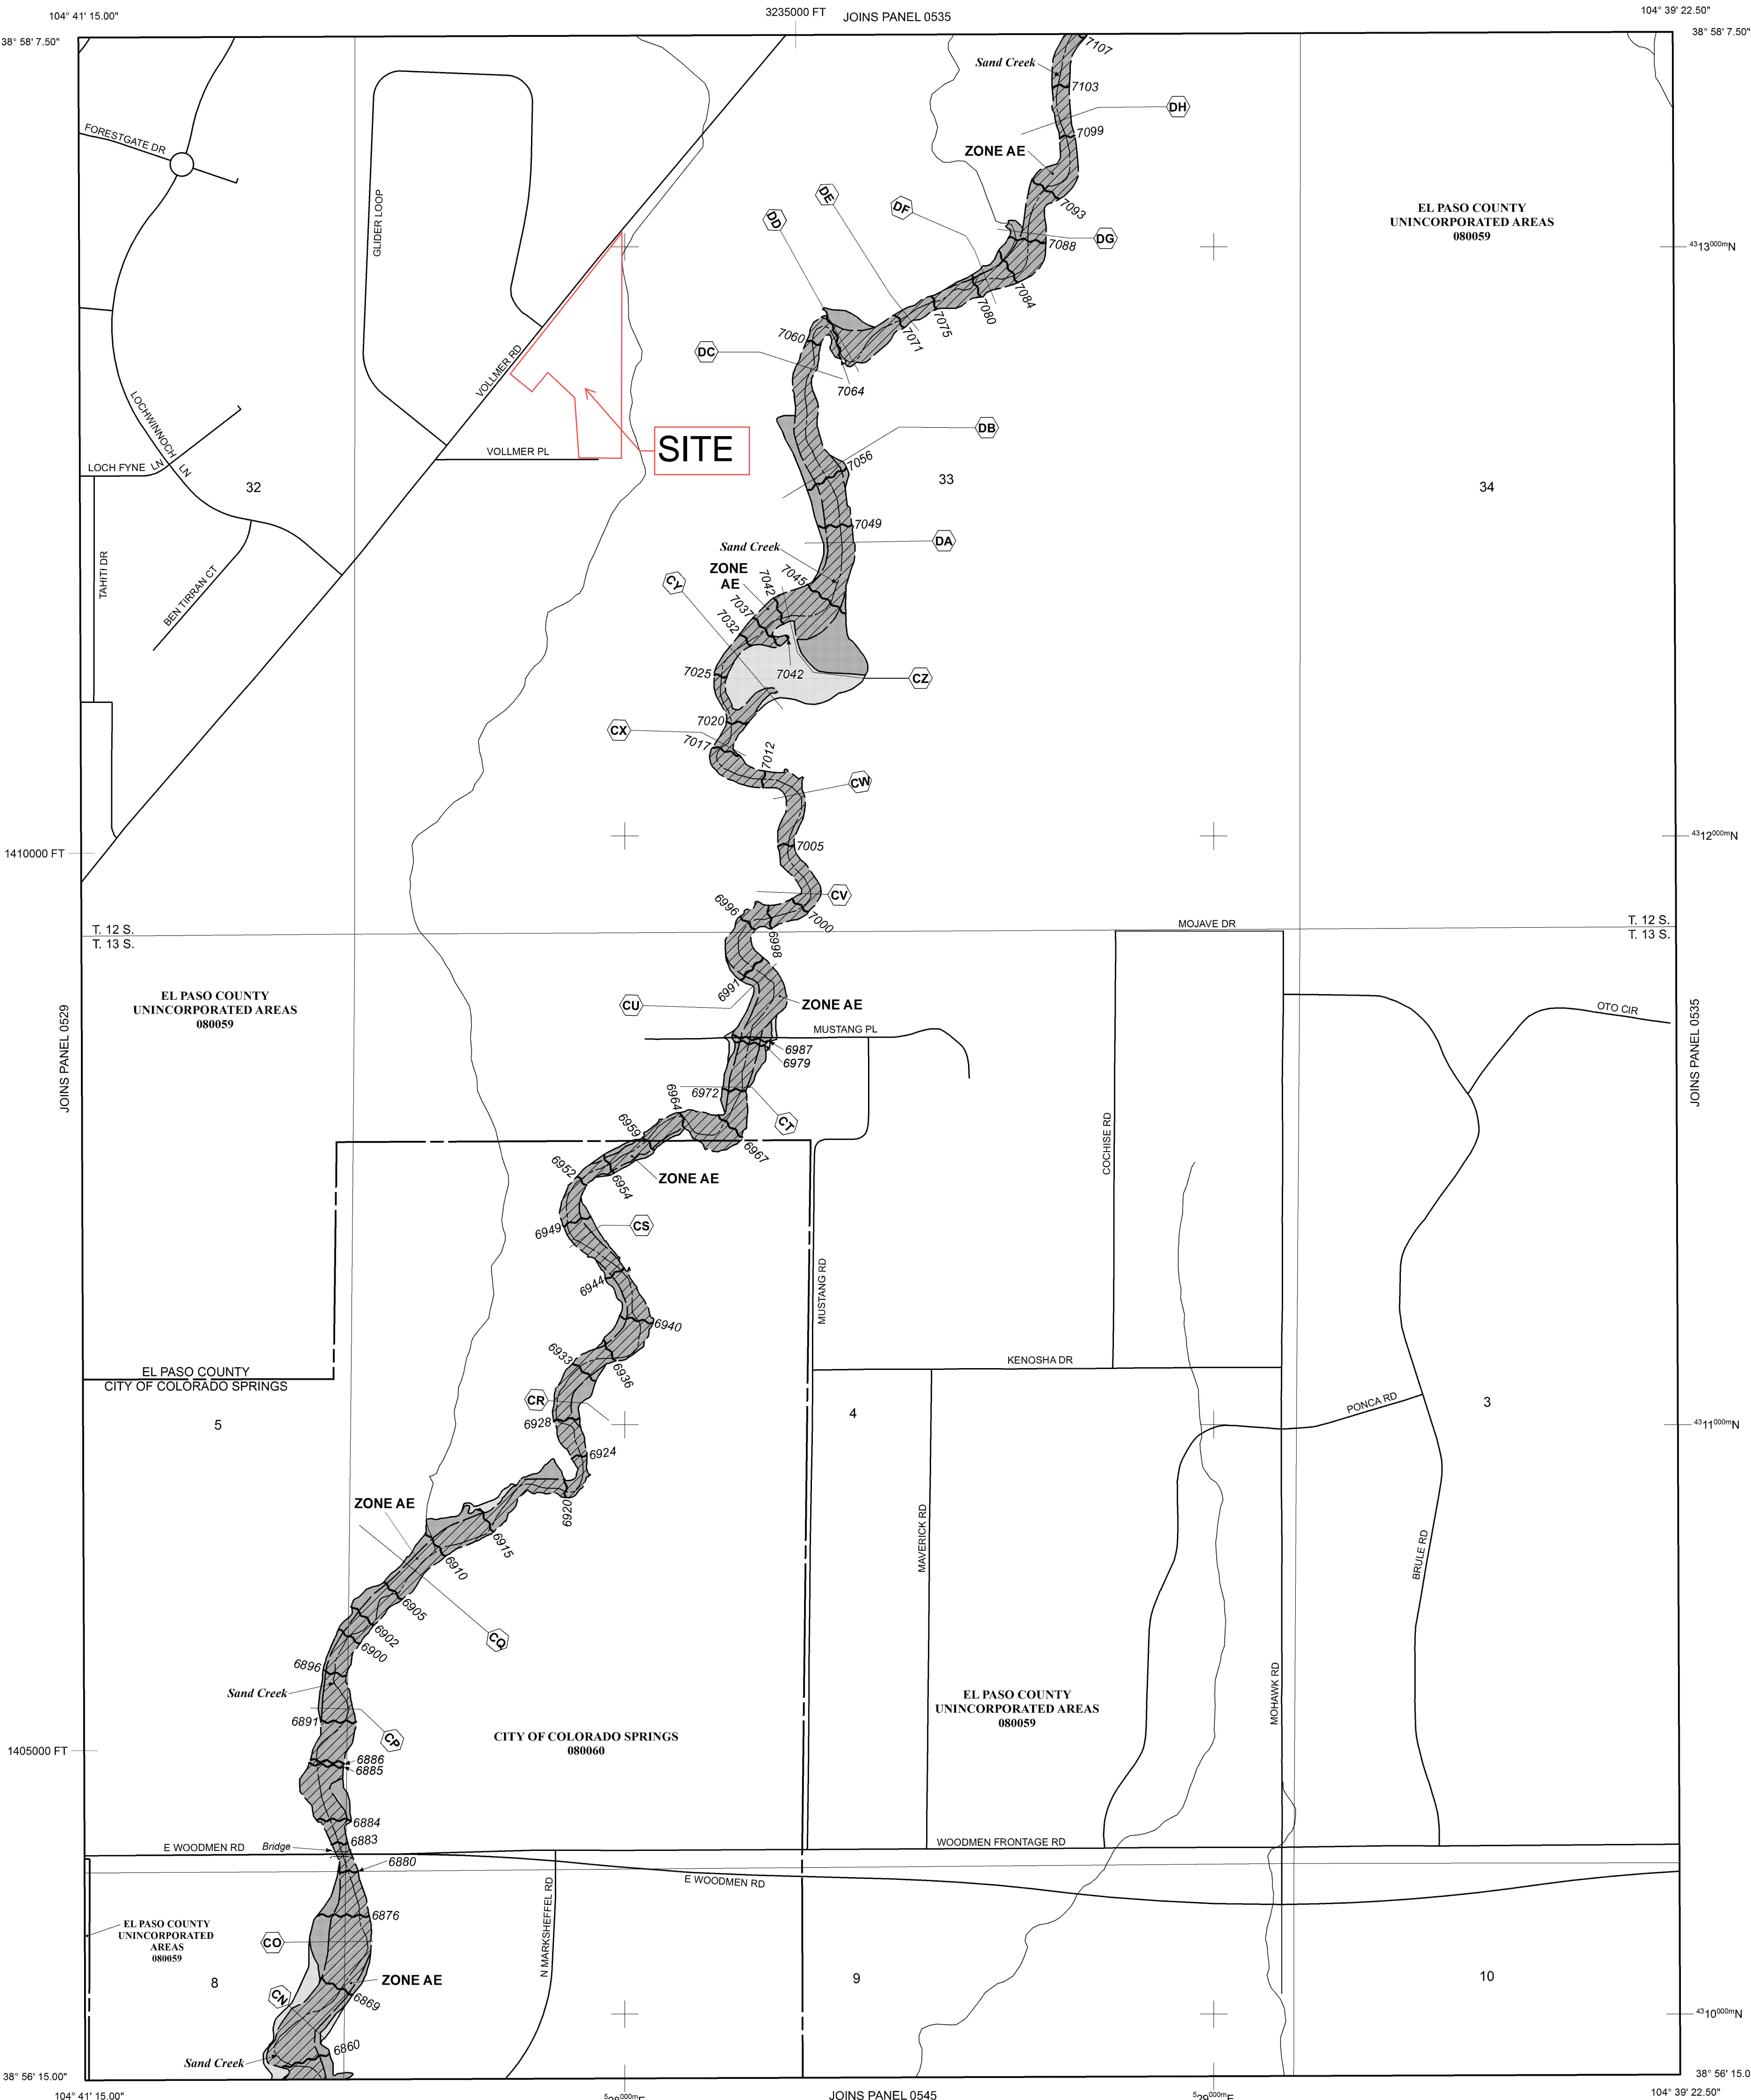 104° 41' 15.00"
3235000 FT
JOINS PANEL 0535
104° 39' 22.50"
38° 58' 7.50"
38° 58' 7.50"
7107
Sand Creek
7103
DH
7099
FORESTGATE DR
ZONE AE
GLIDER LOOP
DE
DF
DD
7093
EL PASO COUNTY
UNINCORPORATED AREAS
080059
DG
7088
4313000mN
7084
7080
7075
7071
7060
DC
7064
VOLLMER RD
LOCHWINNOCH LN
DB
SITE
VOLLMER PL
7056
LOCH FYNE LN
32
33
34
7049
DA
Sand Creek
ZONE
AE
CY
7045
7042
7037
7032
TAHITI DR
BEN TIRRAN CT
7025
7042
CZ
7020
CX
7017
7012
CW
4312000mN
7005
1410000 FT
CV
6996
7000
T. 12 S.
T. 13 S.
MOJAVE DR
T. 12 S.
T. 13 S.
6998
6991
EL PASO COUNTY
UNINCORPORATED AREAS
080059
CU
ZONE AE
OTO CIR
JOINS PANEL 0529
JOINS PANEL 0535
MUSTANG PL
6987
6979
6972
6964
CT
6959
6967
COCHISE RD
6952
6954
ZONE AE
CS
6949
6944
MUSTANG RD
6940
6933
6936
KENOSHA DR
EL PASO COUNTY
CITY OF COLORADO SPRINGS
CR
PONCA RD
5
4
3
6928
4311000mN
6924
ZONE AE
6920
6915
MAVERICK RD
BRULE RD
6910
6905
6902
6900
CQ
6896
Sand Creek
MOHAWK RD
EL PASO COUNTY
UNINCORPORATED AREAS
080059
6891
CP
CITY OF COLORADO SPRINGS
080060
1405000 FT
6886
6885
6884
6883
E WOODMEN RD
Bridge
WOODMEN FRONTAGE RD
6880
E WOODMEN RD
N MARKSHEFFEL RD
6876
EL PASO COUNTY
UNINCORPORATED
AREAS
080059
CO
8
ZONE AE
9
10
CN
6869
4310000mN
6860
Sand Creek
38° 56' 15.00"
38° 56' 15.0
104° 41' 15.00"
528000mE
JOINS PANEL 0545
529000mE
104° 39' 22.50"